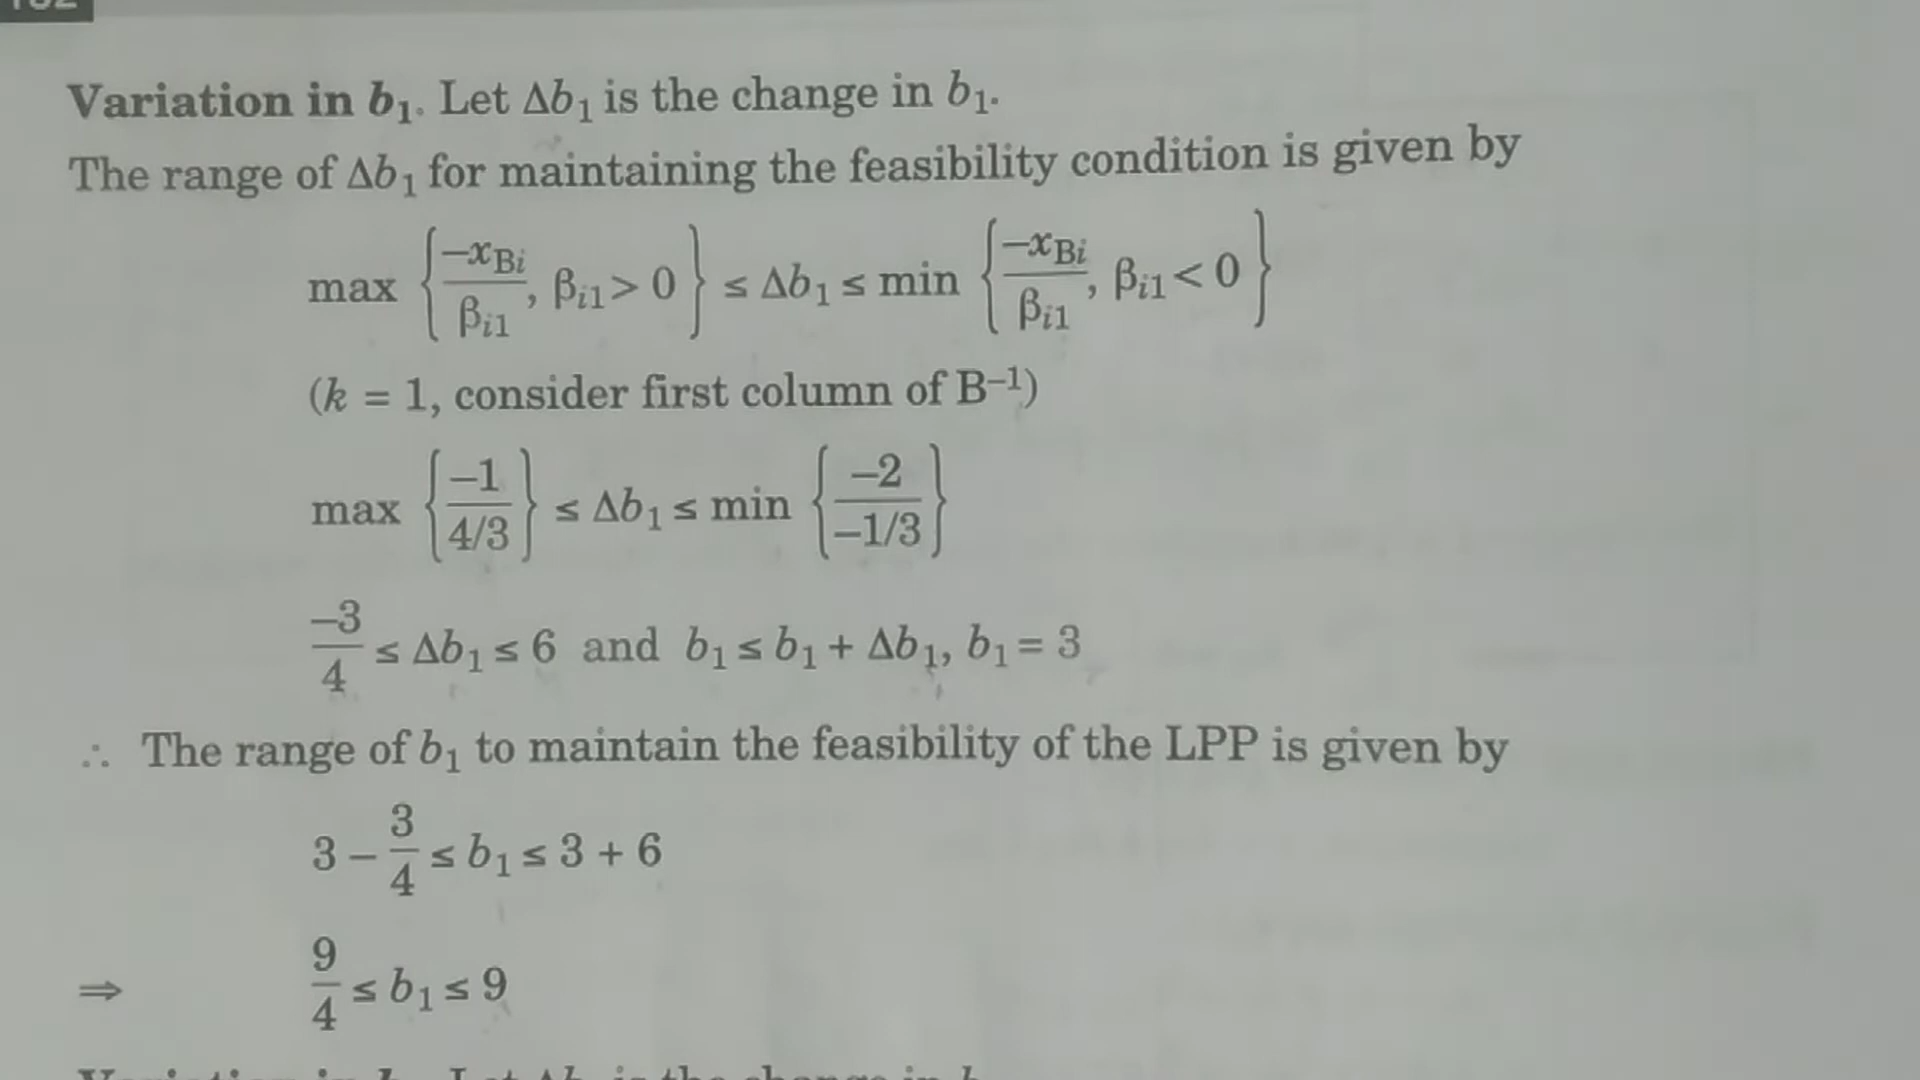 Variation in b₁. Let Δb₁ is the change in b₁.
The range of Δb₁ for maintaining the feasibility condition is given by
max {−x_Bi/β_i1, β_i1 > 0} ≤ Δb₁ ≤ min {−x_Bi/β_i1, β_i1 < 0}
(k = 1, consider first column of B⁻¹)
max {−1/(4/3)} ≤ Δb₁ ≤ min {−2/(−1/3)}
−3/4 ≤ Δb₁ ≤ 6 and b₁ ≤ b₁ + Δb₁, b₁ = 3
∴ The range of b₁ to maintain the feasibility of the LPP is given by
3 − 3/4 ≤ b₁ ≤ 3 + 6
⇒ 9/4 ≤ b₁ ≤ 9